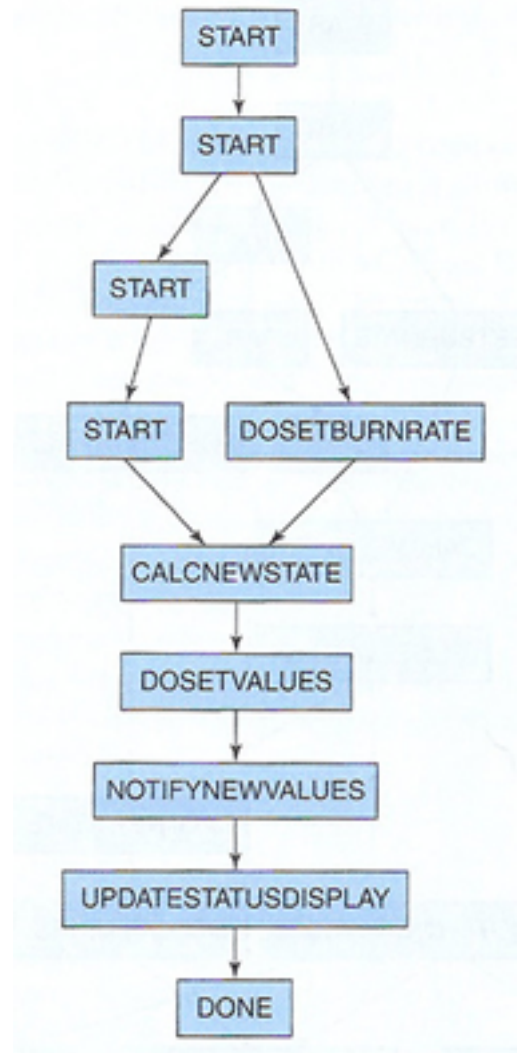 START
START
START
START
DOSETBURNRATE
CALCNEWSTATE
DOSETVALUES
NOTIFYNEWVALUES
UPDATESTATUSDISPLAY
DONE